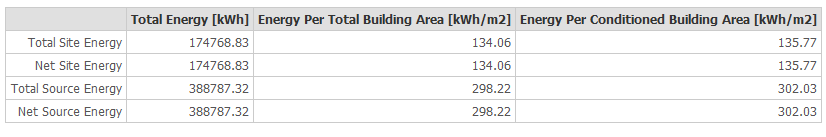 Total Energy [kWh] Energy Per Total Building Area [kWh/m2] Energy Per Conditioned Building Area [kWh/m2]
Total Site Energy 174768.83 134.06 135.77
Net Site Energy 174768.83 134.06 135.77
Total Source Energy 388787.32 298.22 302.03
Net Source Energy 388787.32 298.22 302.03